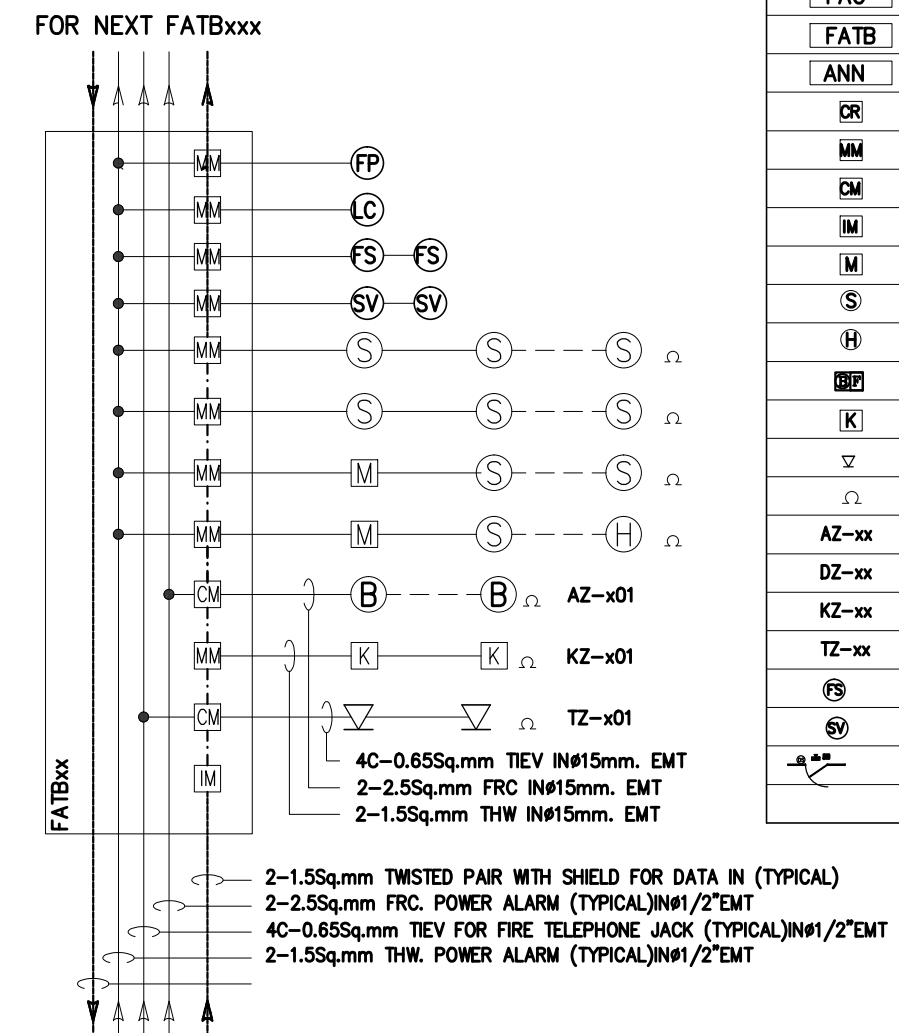 FOR NEXT FATBxxx
MM FP
MM LC
MM FS FS
MM SV SV
MM S S S Ω
MM S S S Ω
MM M S S Ω
MM M S H Ω
CM B B Ω AZ-x01
MM K K Ω KZ-x01
CM Ω TZ-x01
IM
FATBxx
4C-0.65Sq.mm TIEV INø15mm. EMT
2-2.5Sq.mm FRC INø15mm. EMT
2-1.5Sq.mm THW INø15mm. EMT
2-1.5Sq.mm TWISTED PAIR WITH SHIELD FOR DATA IN (TYPICAL)
2-2.5Sq.mm FRC. POWER ALARM (TYPICAL)INø1/2"EMT
4C-0.65Sq.mm TIEV FOR FIRE TELEPHONE JACK (TYPICAL)INø1/2"EMT
2-1.5Sq.mm THW. POWER ALARM (TYPICAL)INø1/2"EMT
FATB
ANN
CR
MM
CM
IM
M
S
H
BF
K
Ω
AZ-xx
DZ-xx
KZ-xx
TZ-xx
FS
SV